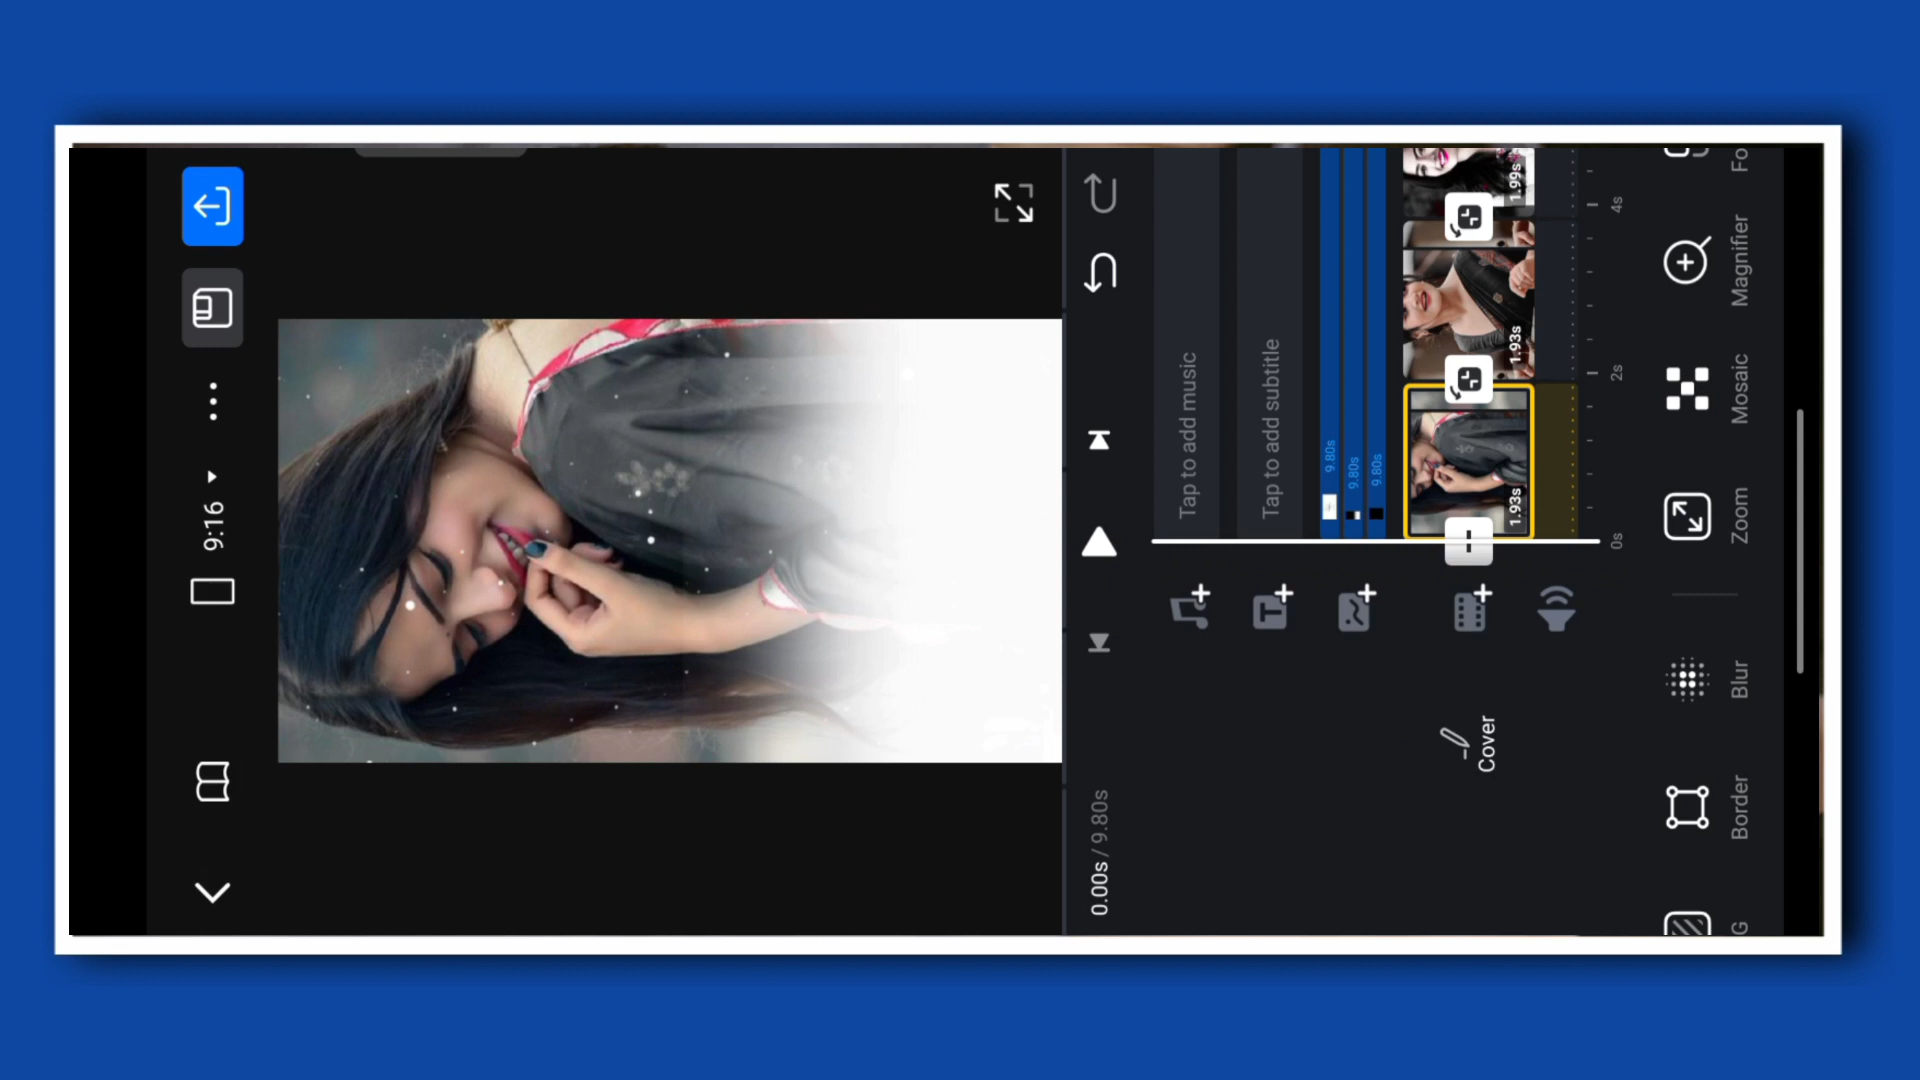 9:16
0.00s / 9.80s
Tap to add music
Tap to add subtitle
9.80s
9.80s
9.80s
Cover
1.93s
1.93s
1.99s
0s
2s
4s
G
Border
Blur
Zoom
Mosaic
Magnifier
Fo